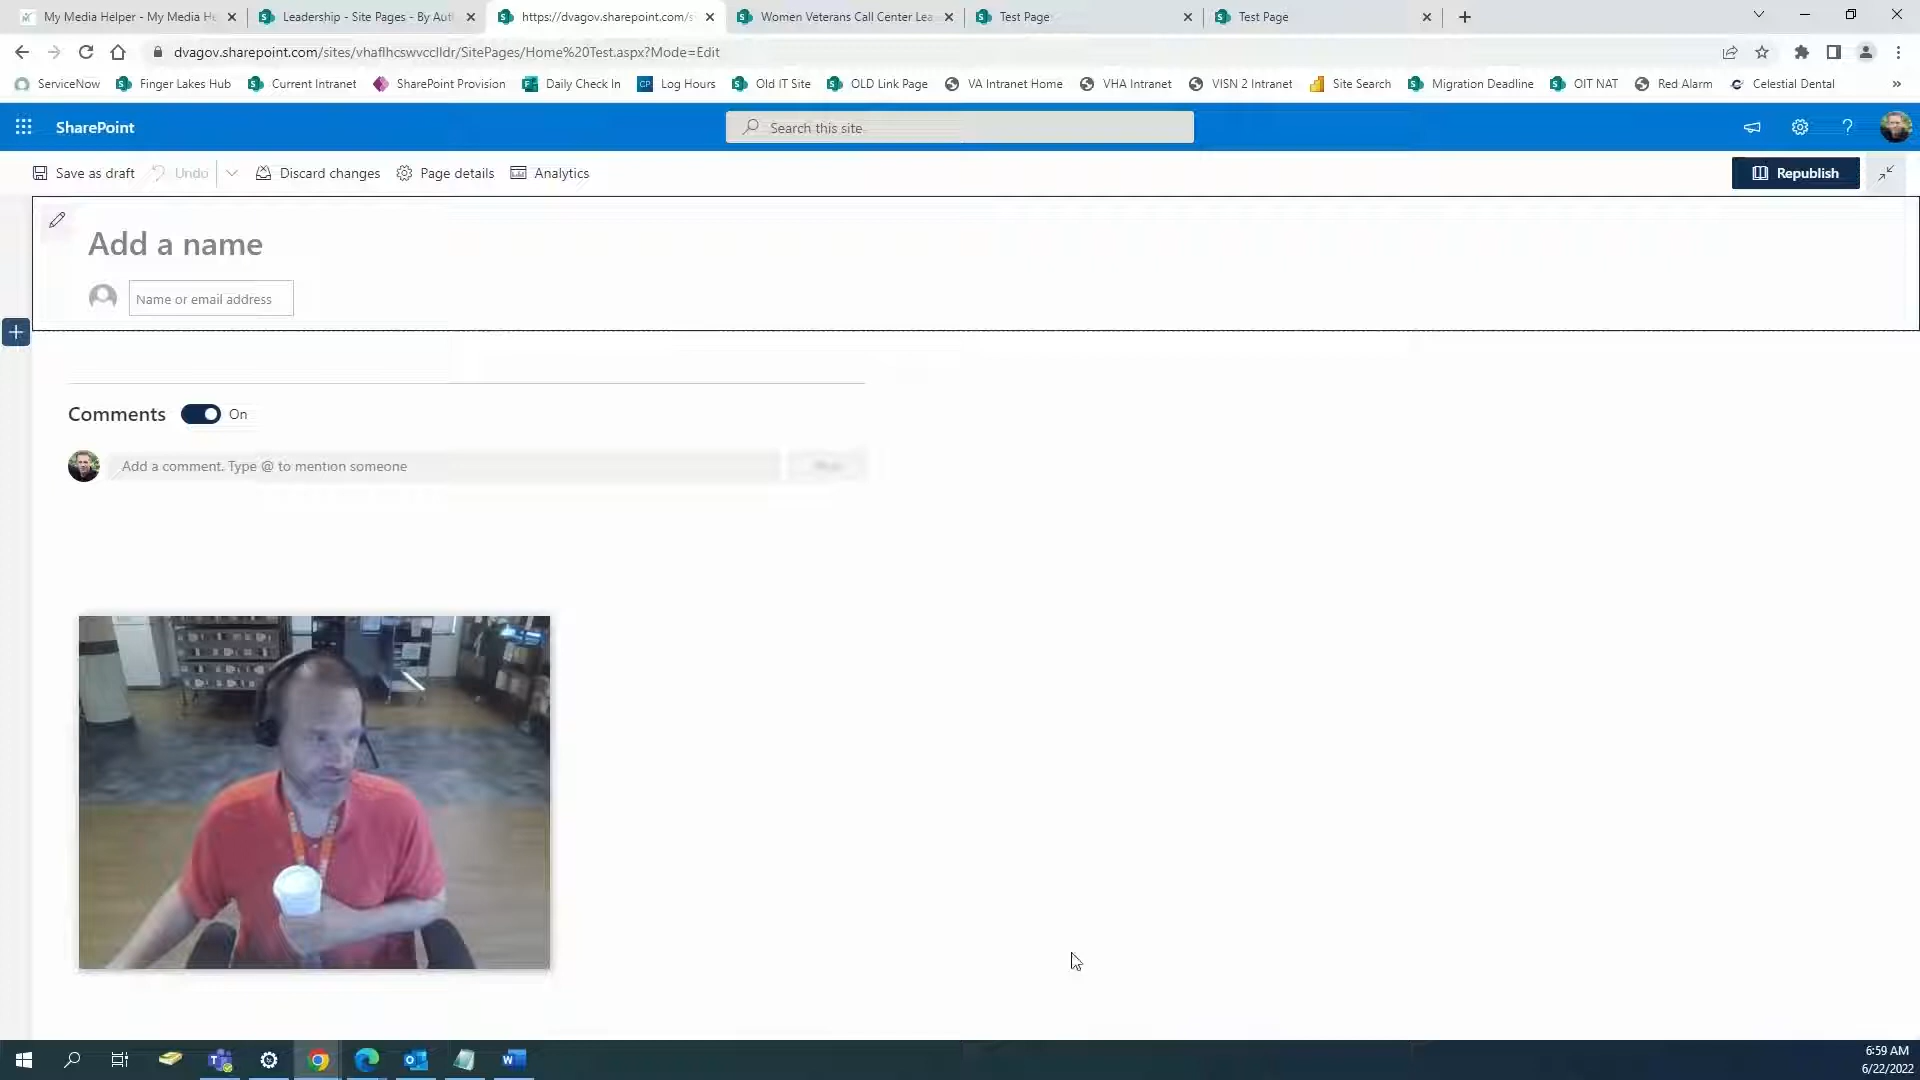 My Media Helper - My Media He
Leadership - Site Pages - By Aut
https://dvagov.sharepoint.com/s
Women Veterans Call Center Lea
Test Page
Test Page
dvagov.sharepoint.com/sites/vhaflhcswvcclldr/SitePages/Home%20Test.aspx?Mode=Edit
ServiceNow
Finger Lakes Hub
Current Intranet
SharePoint Provision
Daily Check In
CP Log Hours
Old IT Site
OLD Link Page
VA Intranet Home
VHA Intranet
VISN 2 Intranet
Site Search
Migration Deadline
OIT NAT
Red Alarm
Celestial Dental
»
SharePoint
Search this site
?
Save as draft
Undo
Discard changes
Page details
Analytics
Republish
Add a name
Name or email address
Comments
On
Add a comment. Type @ to mention someone
6:59 AM
6/22/2022